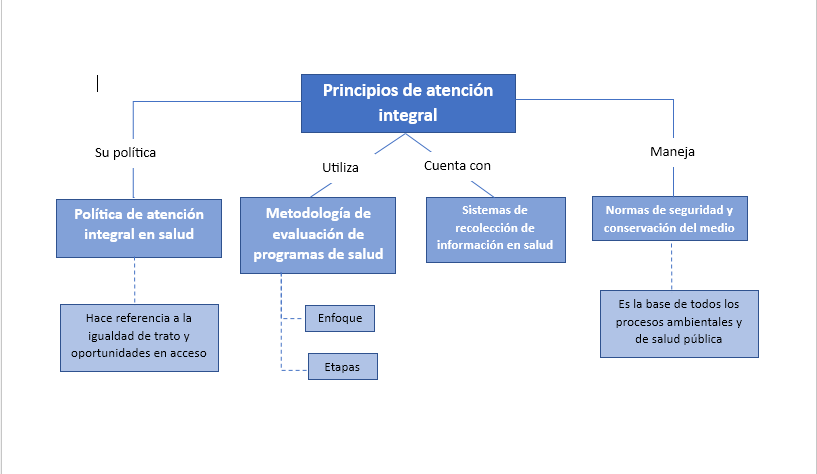 Principios de atención
integral
Su política
Utiliza
Cuenta con
Maneja
Política de atención
integral en salud
Metodología de
evaluación de
programas de salud
Sistemas de
recolección de
información en salud
Normas de seguridad y
conservación del medio
Hace referencia a la
igualdad de trato y
oportunidades en acceso
Enfoque
Etapas
Es la base de todos los
procesos ambientales y
de salud pública